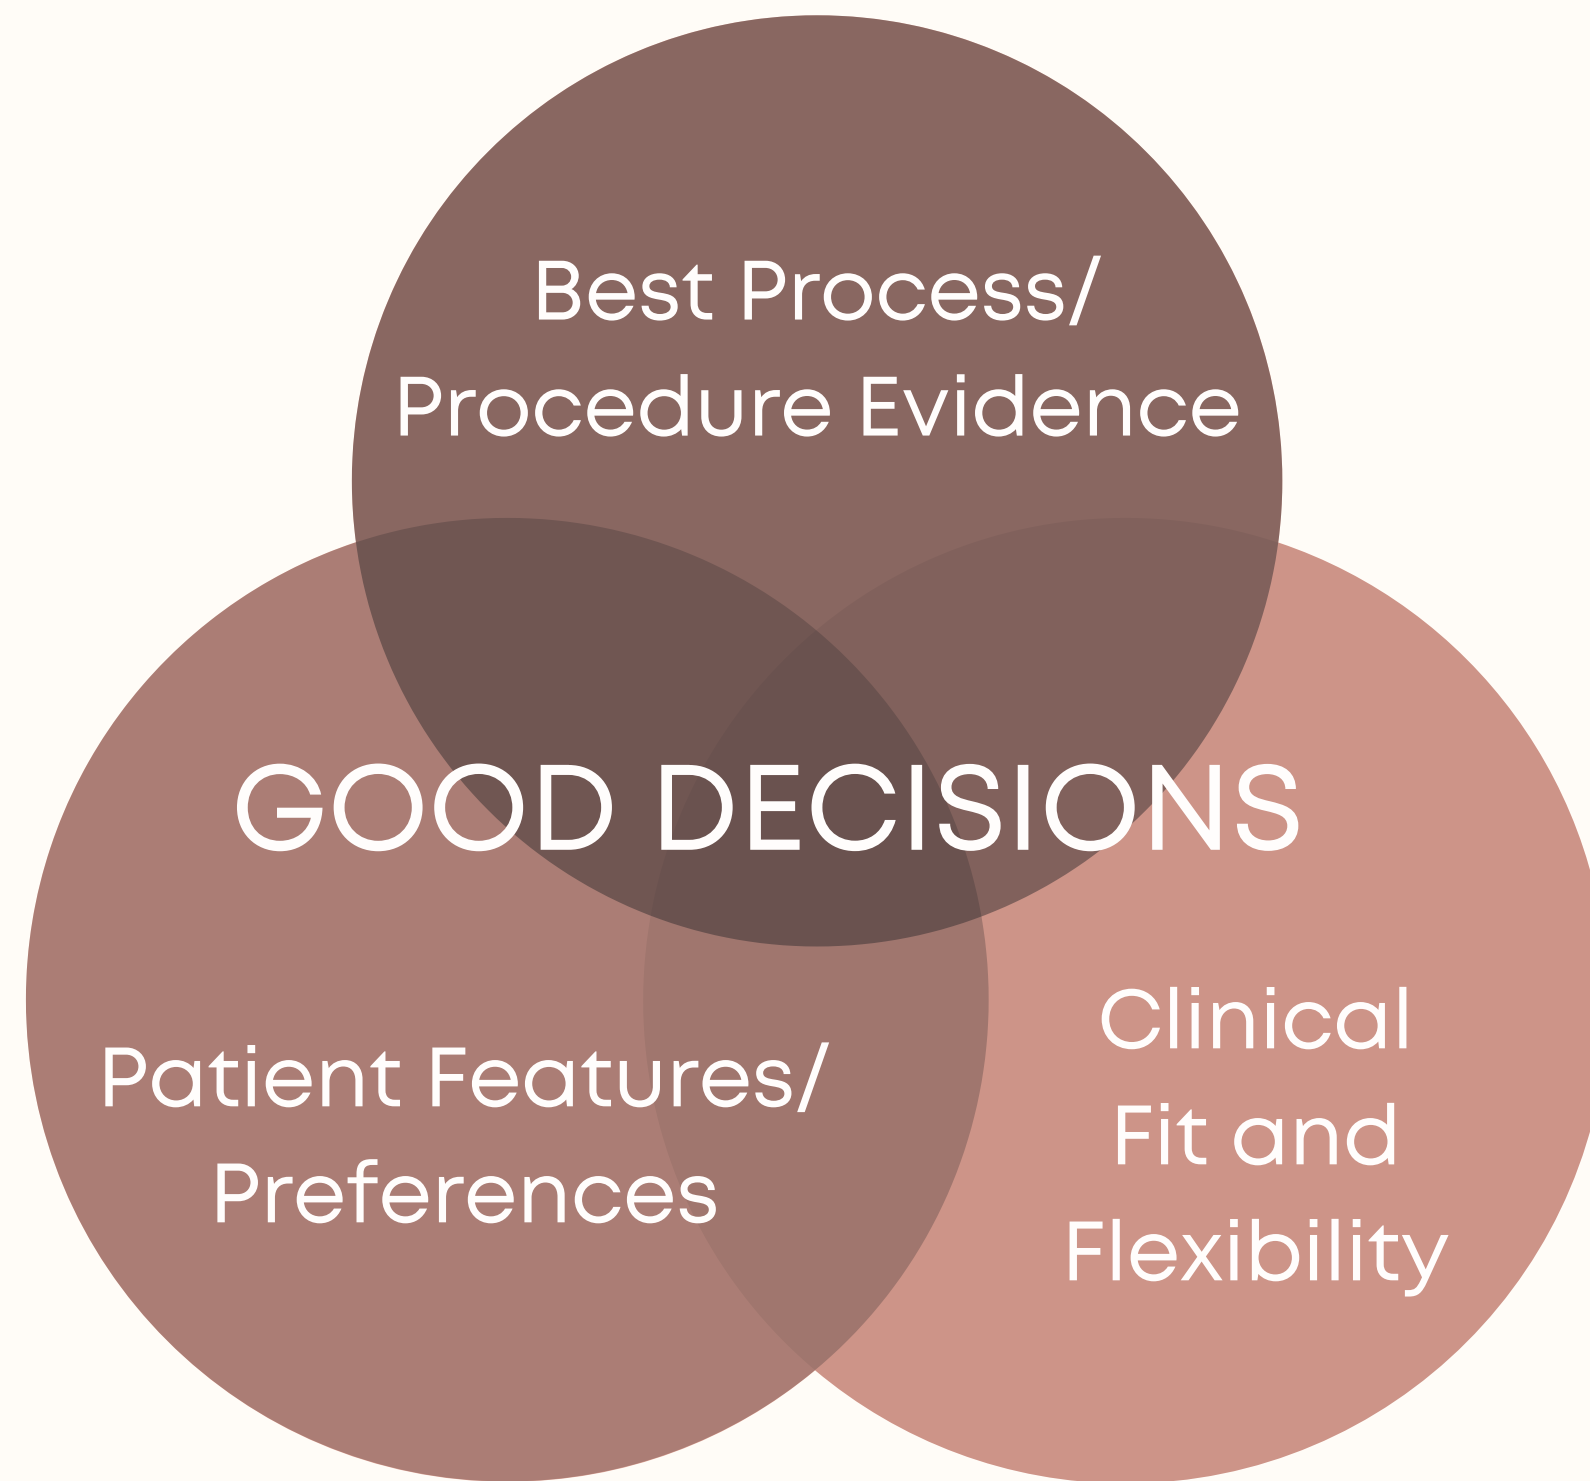 Best Process/
Procedure Evidence
GOOD DECISIONS
Patient Features/
Preferences
Clinical
Fit and
Flexibility